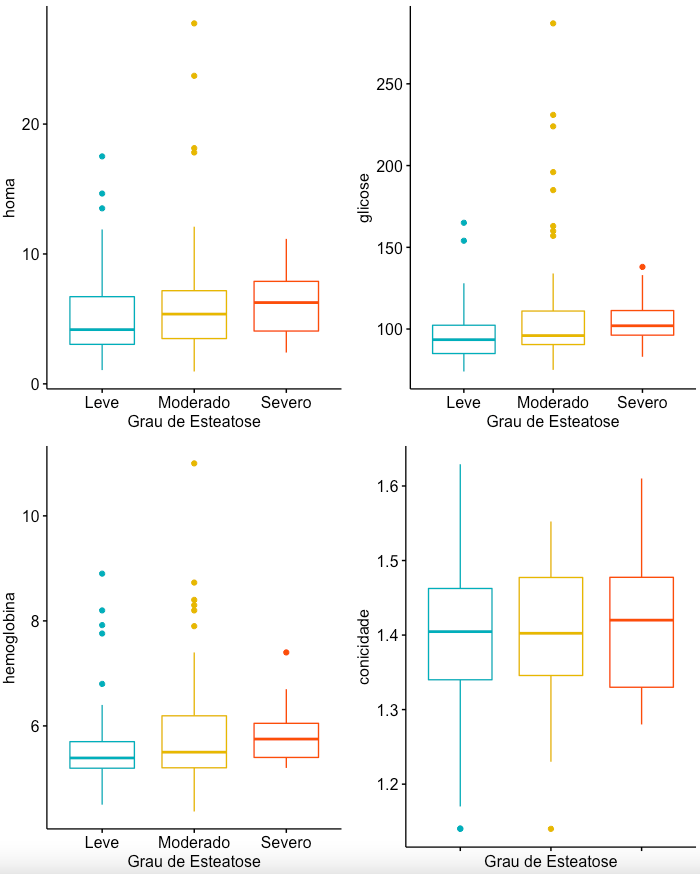 homa
20
10
0
Leve Moderado Severo
Grau de Esteatose
glicose
250
200
150
100
Leve Moderado Severo
Grau de Esteatose
hemoglobina
10
8
6
Leve Moderado Severo
Grau de Esteatose
conicidade
1.6
1.5
1.4
1.3
1.2
Grau de Esteatose